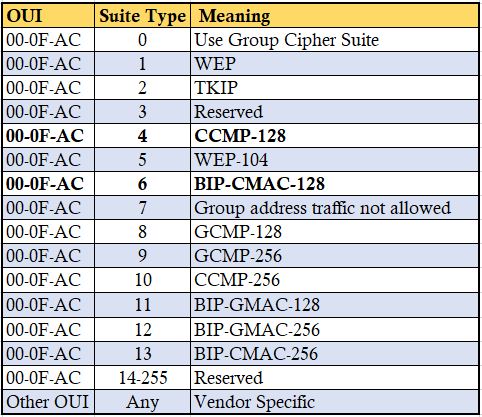 OUI Suite Type Meaning
00-0F-AC 0 Use Group Cipher Suite
00-0F-AC 1 WEP
00-0F-AC 2 TKIP
00-0F-AC 3 Reserved
00-0F-AC 4 CCMP-128
00-0F-AC 5 WEP-104
00-0F-AC 6 BIP-CMAC-128
00-0F-AC 7 Group address traffic not allowed
00-0F-AC 8 GCMP-128
00-0F-AC 9 GCMP-256
00-0F-AC 10 CCMP-256
00-0F-AC 11 BIP-GMAC-128
00-0F-AC 12 BIP-GMAC-256
00-0F-AC 13 BIP-CMAC-256
00-0F-AC 14-255 Reserved
Other OUI Any Vendor Specific